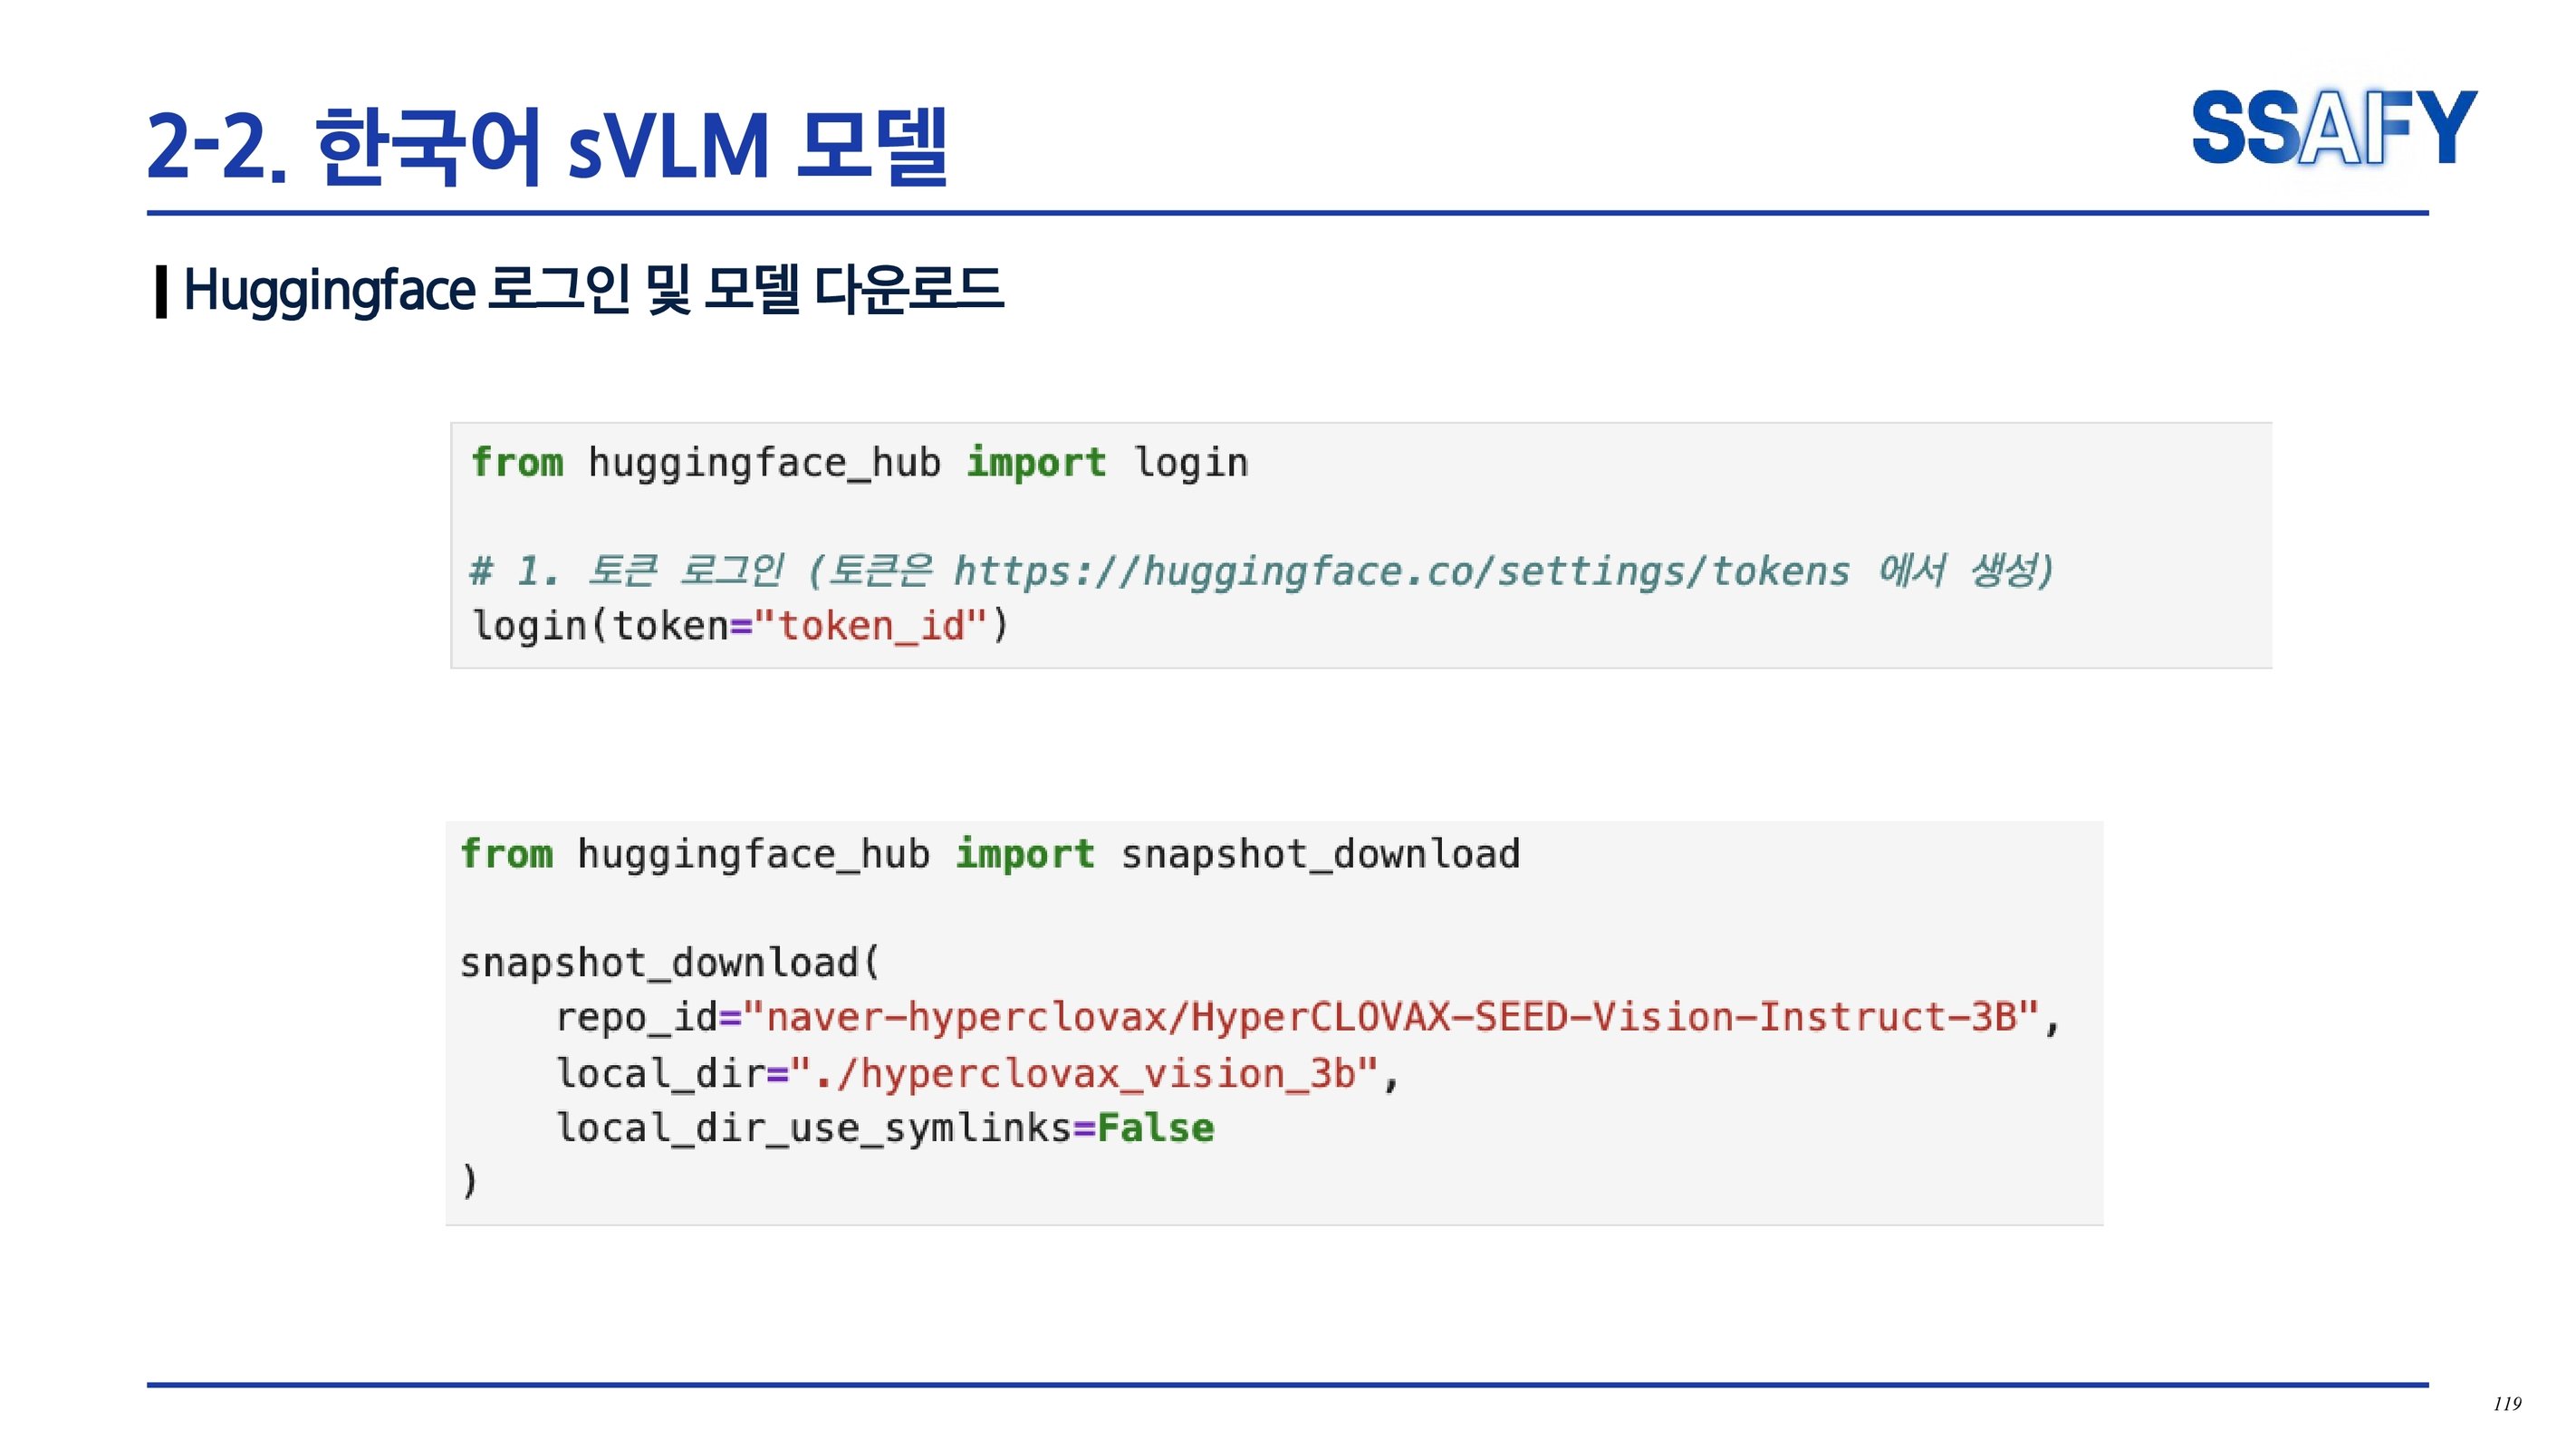 2-2. 한국어 sVLM 모델
SSAFY
Huggingface 로그인 및 모델 다운로드
from huggingface_hub import login
# 1. 토큰 로그인 (토큰은 https://huggingface.co/settings/tokens 에서 생성)
login(token="token_id")
from huggingface_hub import snapshot_download
snapshot_download(
    repo_id="naver-hyperclovax/HyperCLOVAX-SEED-Vision-Instruct-3B",
    local_dir="./hyperclovax_vision_3b",
    local_dir_use_symlinks=False
)
119